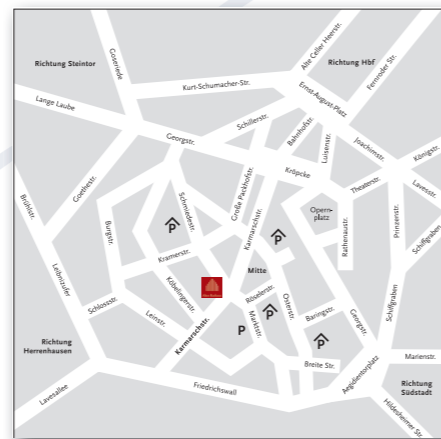 Richtung Steintor
Goseriede
Alte Celler Heerstr.
Richtung Hbf
Fernroder Str.
Kurt-Schumacher-Str.
Ernst-August-Platz
Lange Laube
Schillerstr.
Georgstr.
Bahnhofstr.
Luisenstr.
Joachimstr.
Königstr.
Kröpcke
Theaterstr.
Lavesstr.
Goethestr.
Große Packhofstr.
Brühlstr.
Schmiedestr.
Karmarschstr.
Opern-
platz
Rathenaustr.
Prinzenstr.
Schiffgraben
Burgstr.
P
P
Kramerstr.
Mitte
Leibnizufer
Köbelingerstr.
Röselerstr.
Osterstr.
Schiffgraben
Schlossstr.
Leinstr.
Marktstr.
P
Baringstr.
Georgstr.
Karmarschstr.
P
P
Richtung
Herrenhausen
Breite Str.
Aegidientorplatz
Marienstr.
Friedrichswall
Lavesallee
Richtung
Südstadt
Hildesheimer Str.